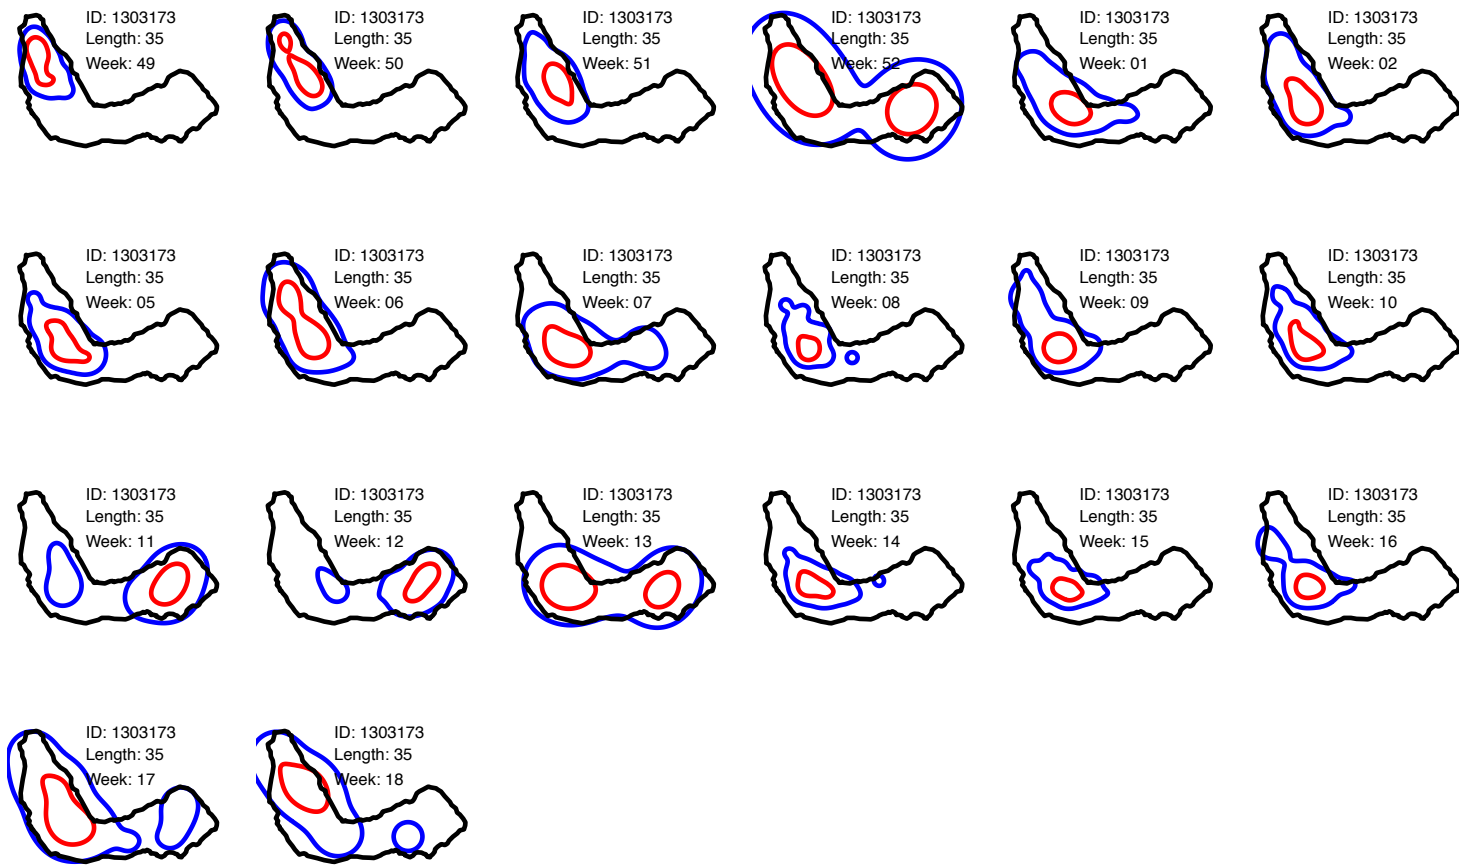 ID: 1303173
Length: 35
Week: 49
ID: 1303173
Length: 35
Week: 50
ID: 1303173
Length: 35
Week: 51
ID: 1303173
Length: 35
Week: 52
ID: 1303173
Length: 35
Week: 01
ID: 1303173
Length: 35
Week: 02
ID: 1303173
Length: 35
Week: 05
ID: 1303173
Length: 35
Week: 06
ID: 1303173
Length: 35
Week: 07
ID: 1303173
Length: 35
Week: 08
ID: 1303173
Length: 35
Week: 09
ID: 1303173
Length: 35
Week: 10
ID: 1303173
Length: 35
Week: 11
ID: 1303173
Length: 35
Week: 12
ID: 1303173
Length: 35
Week: 13
ID: 1303173
Length: 35
Week: 14
ID: 1303173
Length: 35
Week: 15
ID: 1303173
Length: 35
Week: 16
ID: 1303173
Length: 35
Week: 17
ID: 1303173
Length: 35
Week: 18